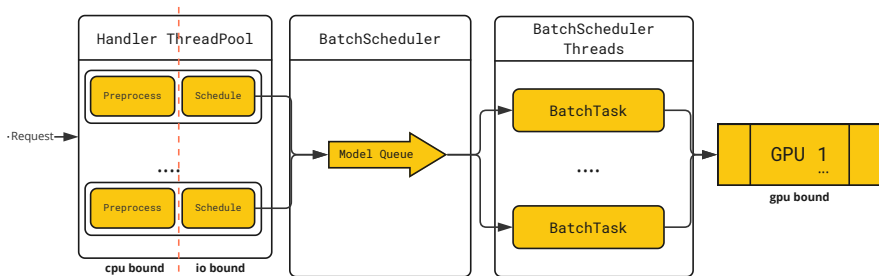 Handler ThreadPool
BatchScheduler
BatchScheduler
Threads
Preprocess
Schedule
BatchTask
Request
Model Queue
GPU 1
...
....
....
gpu bound
Preprocess
Schedule
BatchTask
cpu bound
io bound